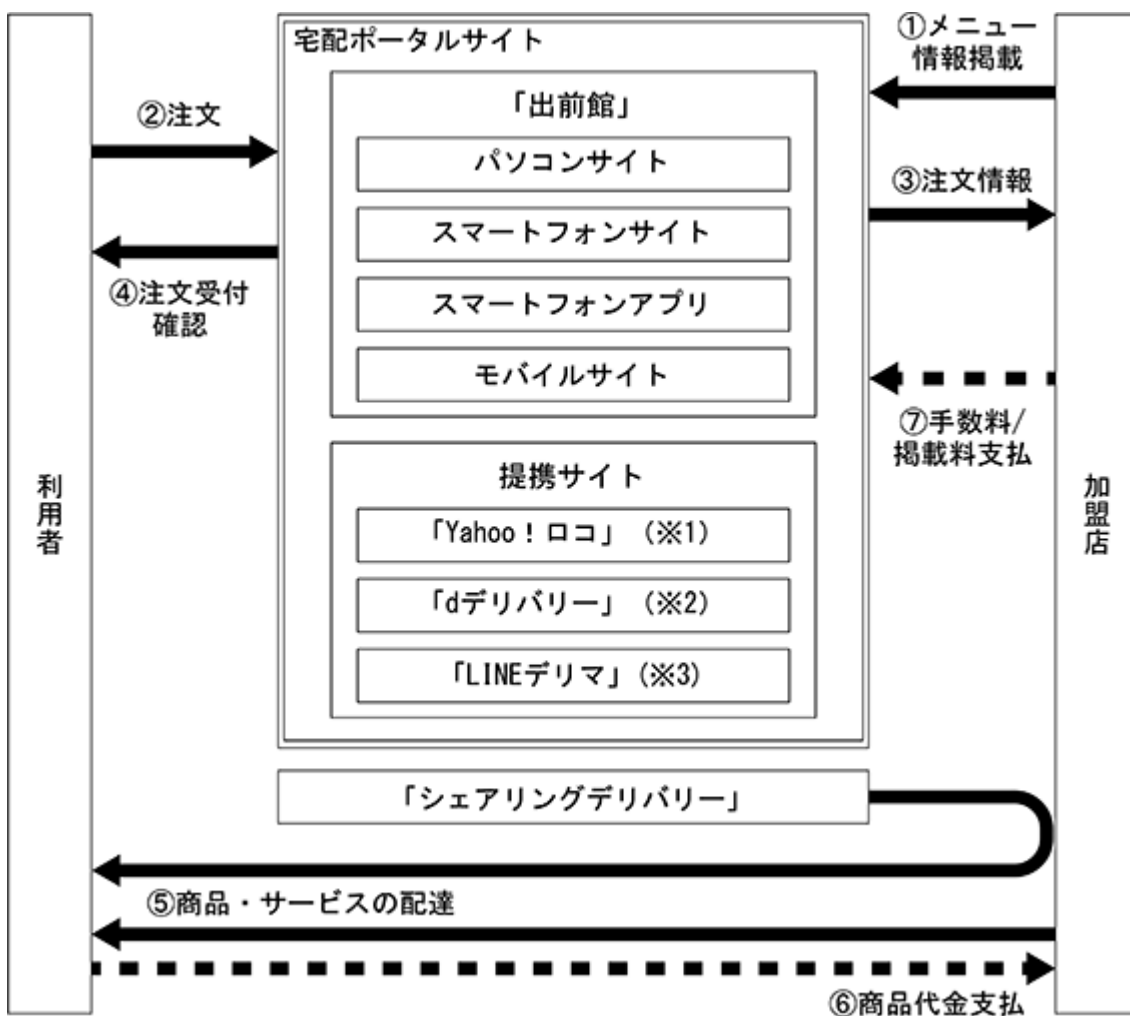 宅配ポータルサイト
①メニュー
情報掲載
「出前館」
②注文
パソコンサイト
③注文情報
スマートフォンサイト
④注文受付
確認
スマートフォンアプリ
モバイルサイト
⑦手数料/
掲載料支払
利用者
加盟店
提携サイト
「Yahoo！ロコ」（※1）
「dデリバリー」（※2）
「LINEデリマ」（※3）
「シェアリングデリバリー」
⑤商品・サービスの配達
⑥商品代金支払